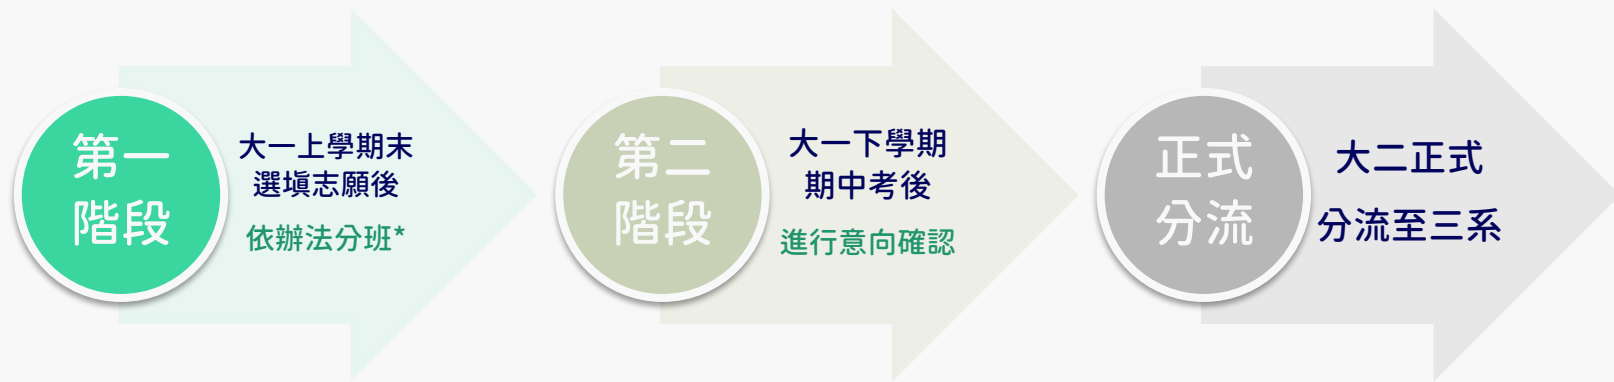 第一
階段
大一上學期末
選填志願後
依辦法分班*
第二
階段
大一下學期
期中考後
進行意向確認
正式
分流
大二正式
分流至三系